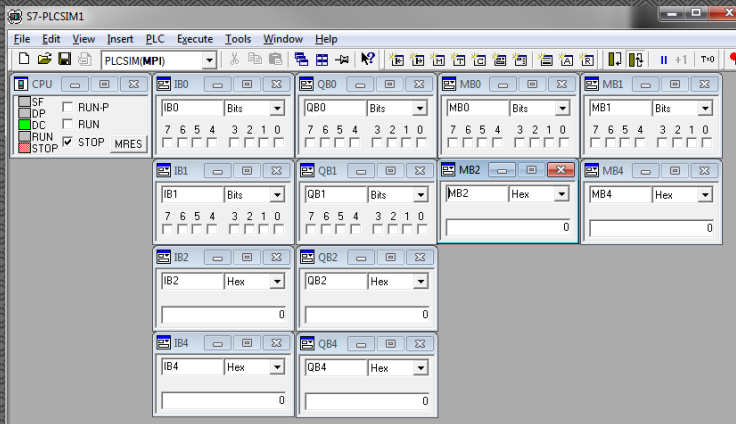 S7-PLCSIM1
File Edit View Insert PLC Execute Tools Window Help
PLCSIM(MPI)
+1 T=0
CPU
SF
DP
DC
RUN
STOP
RUN-P
RUN
STOP
MRES
IB0
IB0 Bits
7 6 5 4 3 2 1 0
QB0
QB0 Bits
7 6 5 4 3 2 1 0
MB0
MB0 Bits
7 6 5 4 3 2 1 0
MB1
MB1 Bits
7 6 5 4 3 2 1 0
IB1
IB1 Bits
7 6 5 4 3 2 1 0
QB1
QB1 Bits
7 6 5 4 3 2 1 0
MB2
MB2 Hex
0
MB4
MB4 Hex
0
IB2
IB2 Hex
0
QB2
QB2 Hex
0
IB4
IB4 Hex
0
QB4
QB4 Hex
0